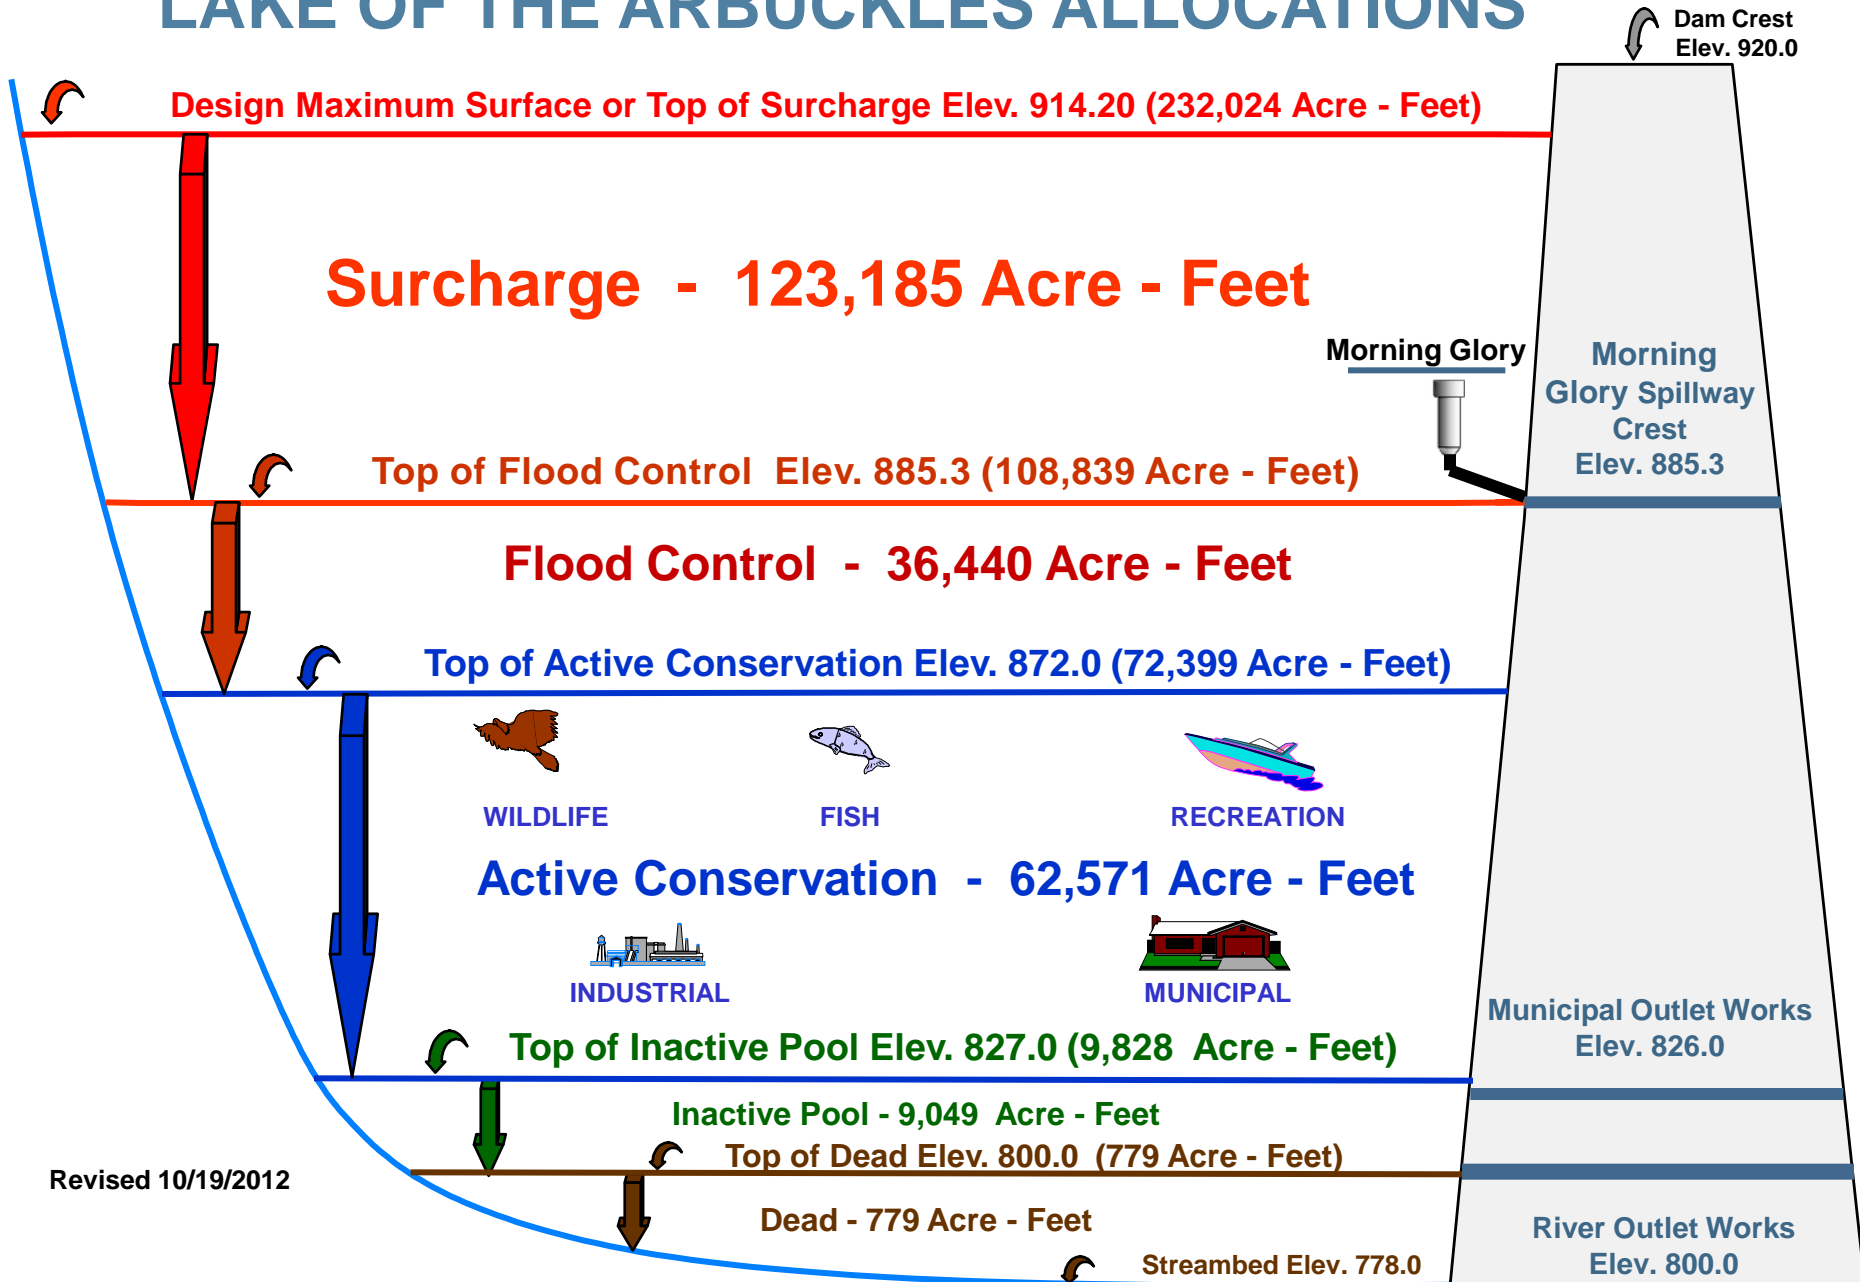 LAKE OF THE ARBUCKLES ALLOCATIONS
Dam Crest
Elev. 920.0
Design Maximum Surface or Top of Surcharge Elev. 914.20 (232,024 Acre - Feet)
Surcharge - 123,185 Acre - Feet
Morning Glory
Morning
Glory Spillway
Crest
Elev. 885.3
Top of Flood Control Elev. 885.3 (108,839 Acre - Feet)
Flood Control - 36,440 Acre - Feet
Top of Active Conservation Elev. 872.0 (72,399 Acre - Feet)
WILDLIFE
FISH
RECREATION
Active Conservation - 62,571 Acre - Feet
INDUSTRIAL
MUNICIPAL
Municipal Outlet Works
Elev. 826.0
Top of Inactive Pool Elev. 827.0 (9,828 Acre - Feet)
Inactive Pool - 9,049 Acre - Feet
Top of Dead Elev. 800.0 (779 Acre - Feet)
Revised 10/19/2012
Dead - 779 Acre - Feet
River Outlet Works
Elev. 800.0
Streambed Elev. 778.0